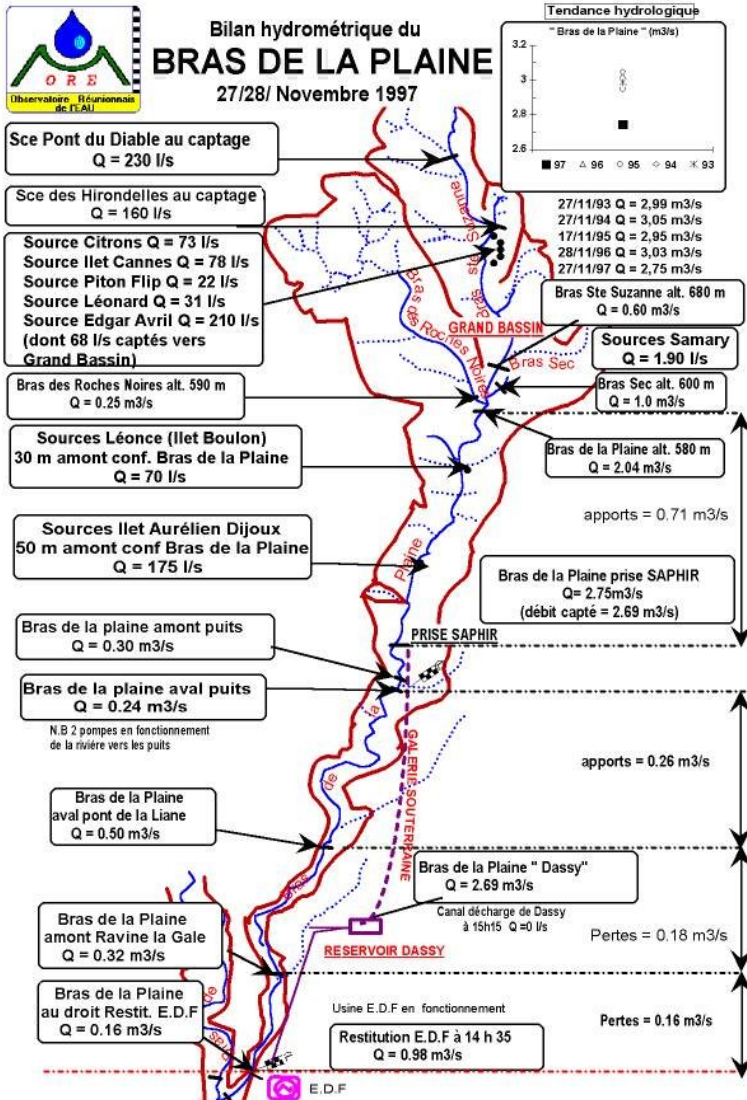 O R E
Observatoire Réunionnais
de l'EAU
Bilan hydrométrique du
BRAS DE LA PLAINE
27/28/ Novembre 1997
Tendance hydrologique
" Bras de la Plaine " (m3/s)
3.2
3
2.8
2.6
97 96 95 94 93
27/11/93 Q = 2,99 m3/s
27/11/94 Q = 3,05 m3/s
17/11/95 Q = 2,95 m3/s
28/11/96 Q = 3,03 m3/s
27/11/97 Q = 2,75 m3/s
Sce Pont du Diable au captage
Q = 230 l/s
Sce des Hirondelles au captage
Q = 160 l/s
Source Citrons Q = 73 l/s
Source Ilet Cannes Q = 78 l/s
Source Piton Flip Q = 22 l/s
Source Léonard Q = 31 l/s
Source Edgar Avril Q = 210 l/s
(dont 68 l/s captés vers
Grand Bassin)
Bras Ste Suzanne
Bras des Roches Noires
GRAND BASSIN
Bras Sec
Bras Ste Suzanne alt. 680 m
Q = 0.60 m3/s
Sources Samary
Q = 1.90 l/s
Bras Sec alt. 600 m
Q = 1.0 m3/s
Bras des Roches Noires alt. 590 m
Q = 0.25 m3/s
Bras de la Plaine alt. 580 m
Q = 2.04 m3/s
Sources Léonce (Ilet Boulon)
30 m amont conf. Bras de la Plaine
Q = 70 l/s
apports = 0.71 m3/s
Sources Ilet Aurélien Dijoux
50 m amont conf Bras de la Plaine
Q = 175 l/s
Bras de la Plaine
Bras de la Plaine prise SAPHIR
Q= 2.75m3/s
(débit capté = 2.69 m3/s)
PRISE SAPHIR
Bras de la plaine amont puits
Q = 0.30 m3/s
Bras de la plaine aval puits
Q = 0.24 m3/s
N.B 2 pompes en fonctionnement
de la rivière vers les puits
GALERIE SOUTERRAINE
apports = 0.26 m3/s
Bras de la Plaine
aval pont de la Liane
Q = 0.50 m3/s
Bras de la Plaine " Dassy"
Q = 2.69 m3/s
Canal décharge de Dassy
à 15h15 Q =0 l/s
RESERVOIR DASSY
Pertes = 0.18 m3/s
Bras de la Plaine
amont Ravine la Gale
Q = 0.32 m3/s
Bras de la Plaine
au droit Restit. E.D.F
Q = 0.16 m3/s
Bras de
Usine E.D.F en fonctionnement
Restitution E.D.F à 14 h 35
Q = 0.98 m3/s
Pertes = 0.16 m3/s
E.D.F